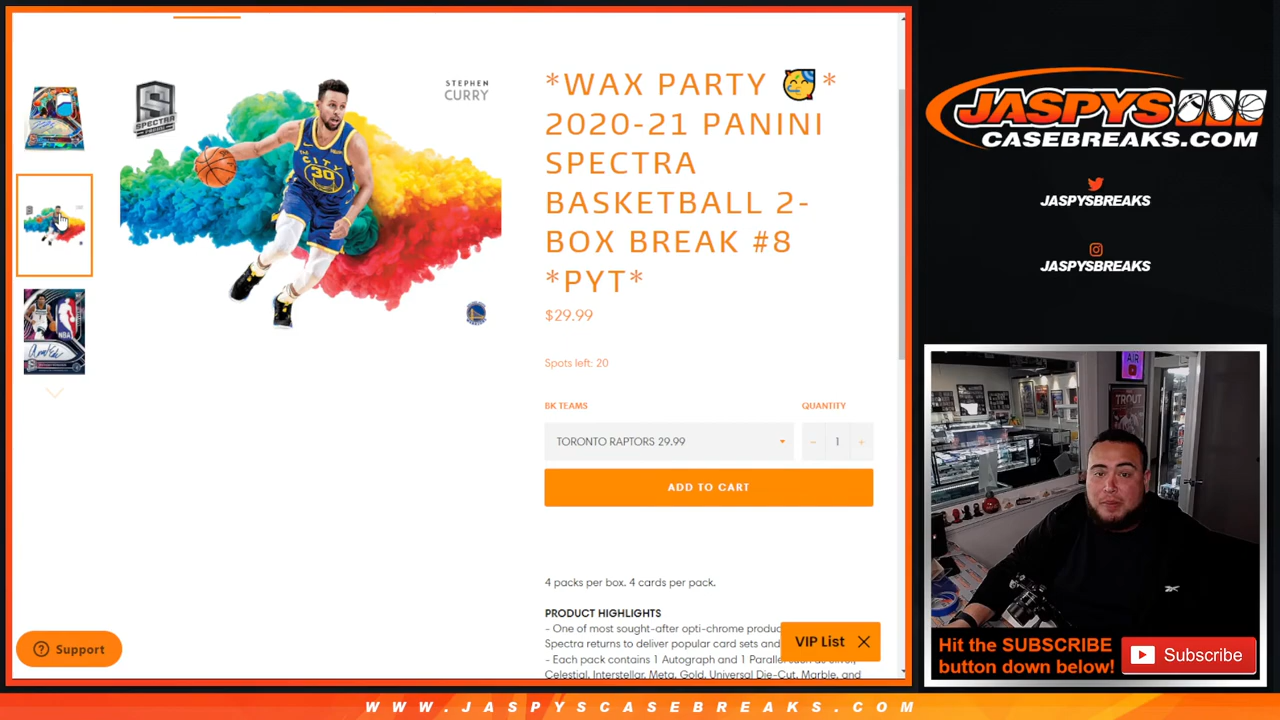 STEPHEN
CURRY
SPECTRA
THE
CITY
30
NBA
*WAX PARTY 🥳*
2020-21 PANINI
SPECTRA
BASKETBALL 2-
BOX BREAK #8
*PYT*
$29.99
Spots left: 20
BK TEAMS
QUANTITY
TORONTO RAPTORS 29.99
− 1 +
ADD TO CART
4 packs per box. 4 cards per pack.
PRODUCT HIGHLIGHTS
- One of most sought-after opti-chrome
Spectra returns to deliver popular card sets and
- Each pack contains 1 Autograph and 1
Celestial, Interstellar, Meta, Gold, Universal Die-Cut, Marble, and
Support
VIP List
JASPYS
CASEBREAKS.COM
JASPYSBREAKS
JASPYSBREAKS
AIR
TROUT
Hit the SUBSCRIBE
button down below!
Subscribe
WWW.JASPYSCASEBREAKS.COM